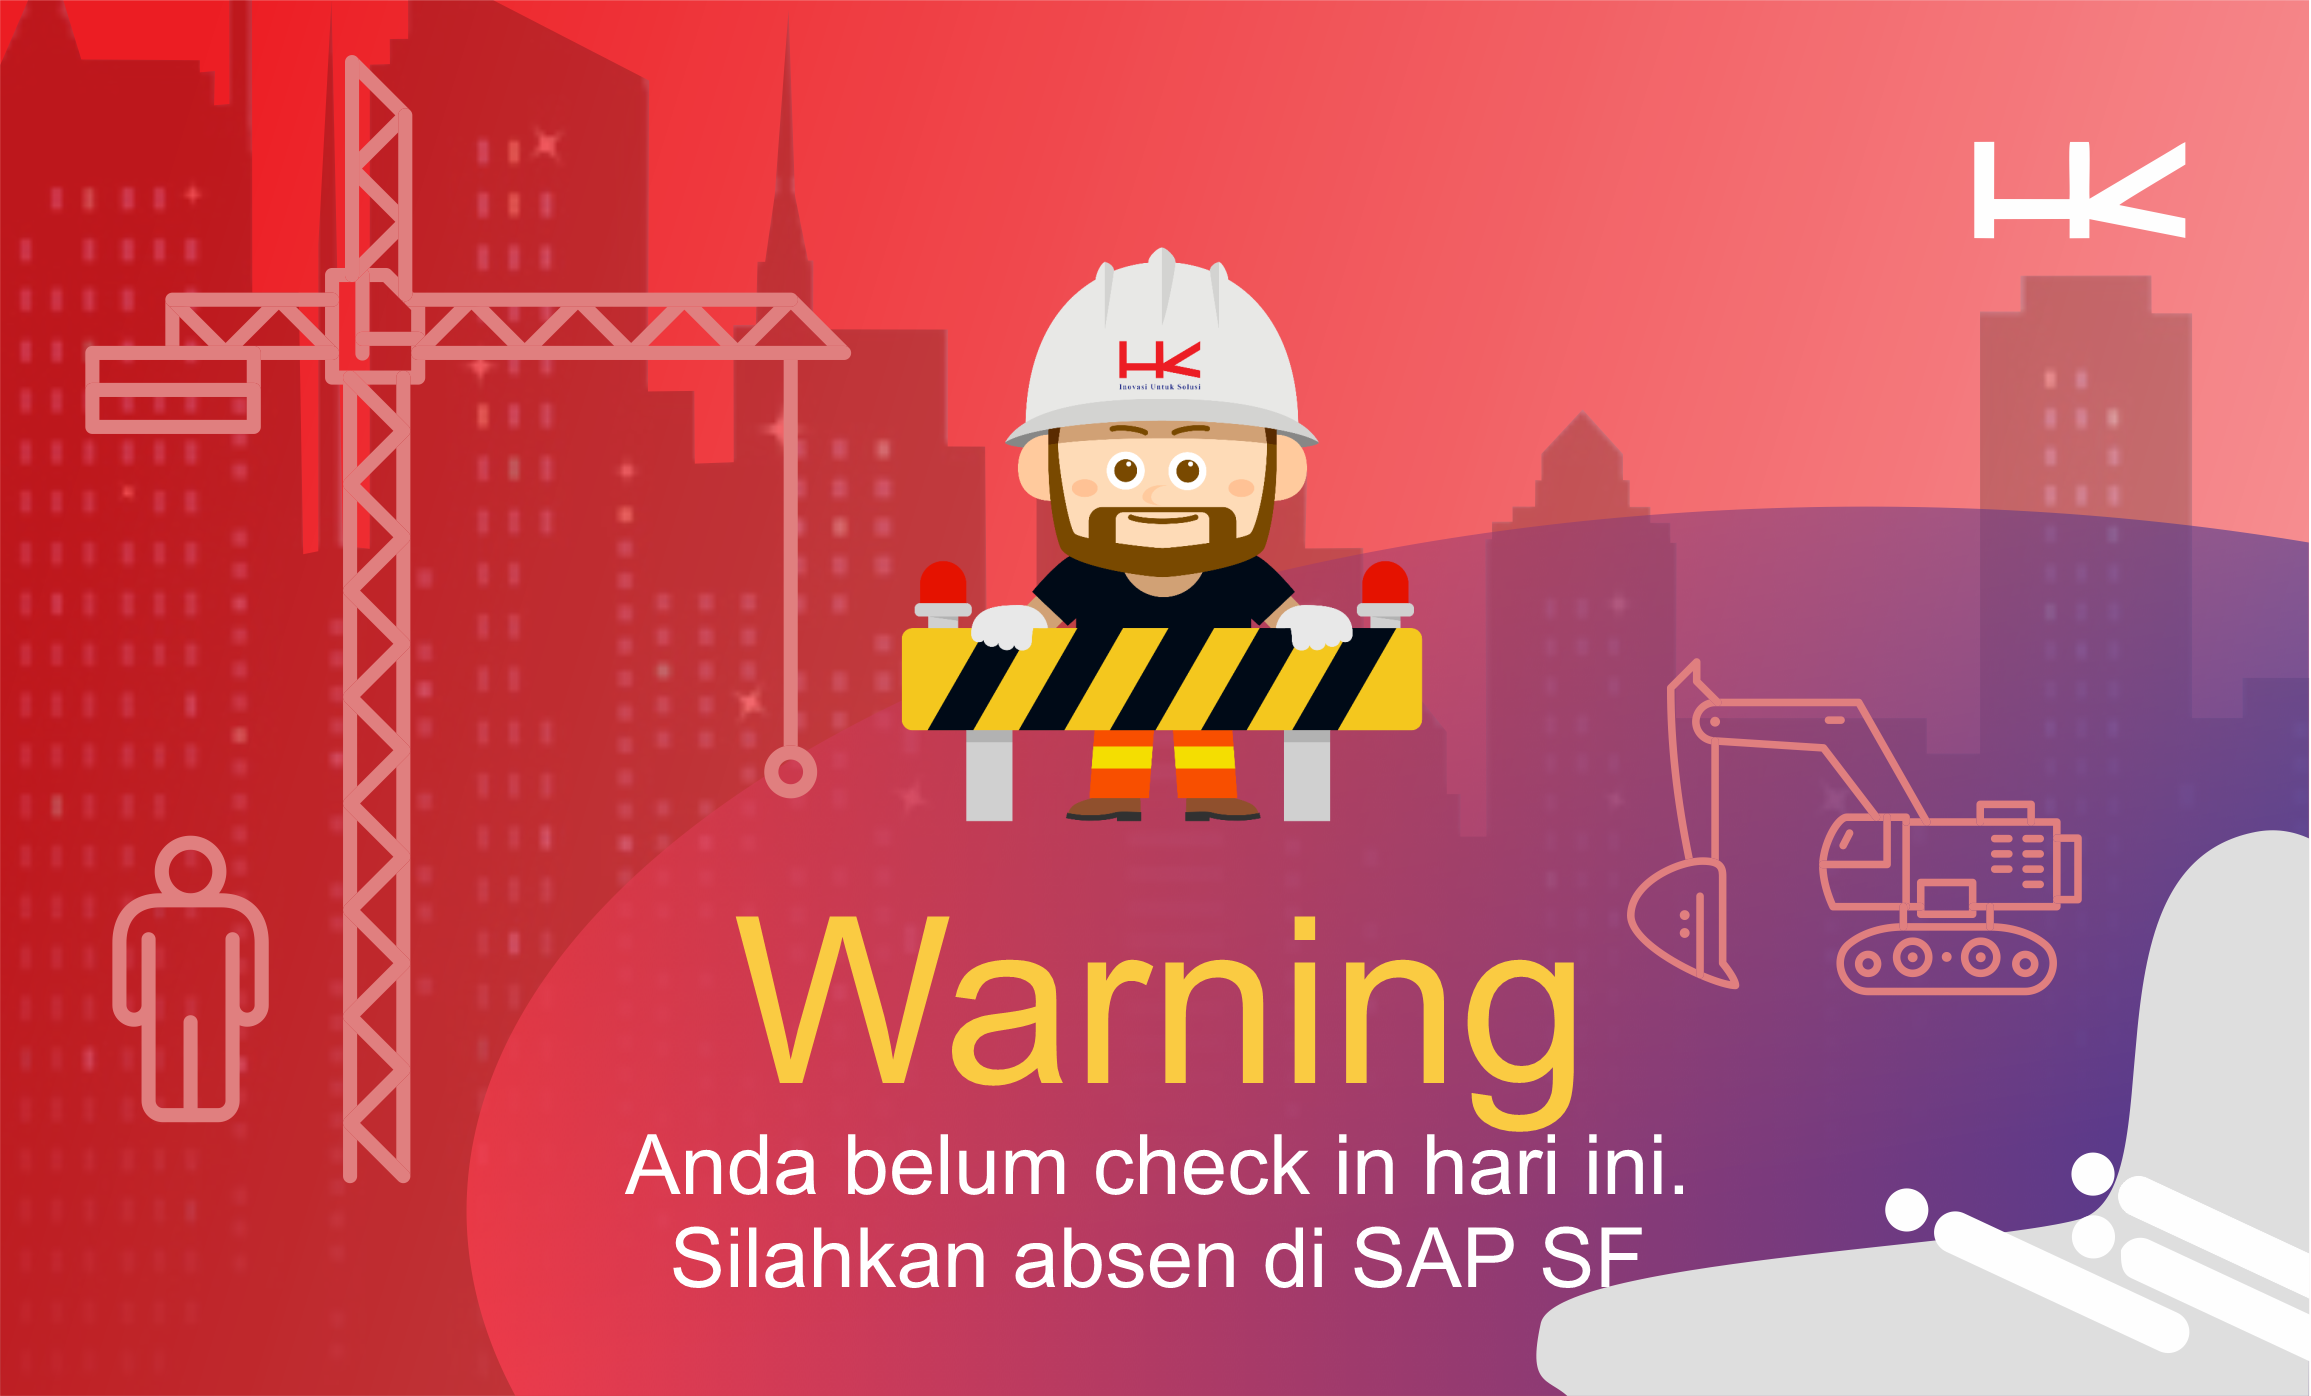 HK
HK
Inovasi Untuk Solusi
Warning
Anda belum check in hari ini.
Silahkan absen di SAP SF